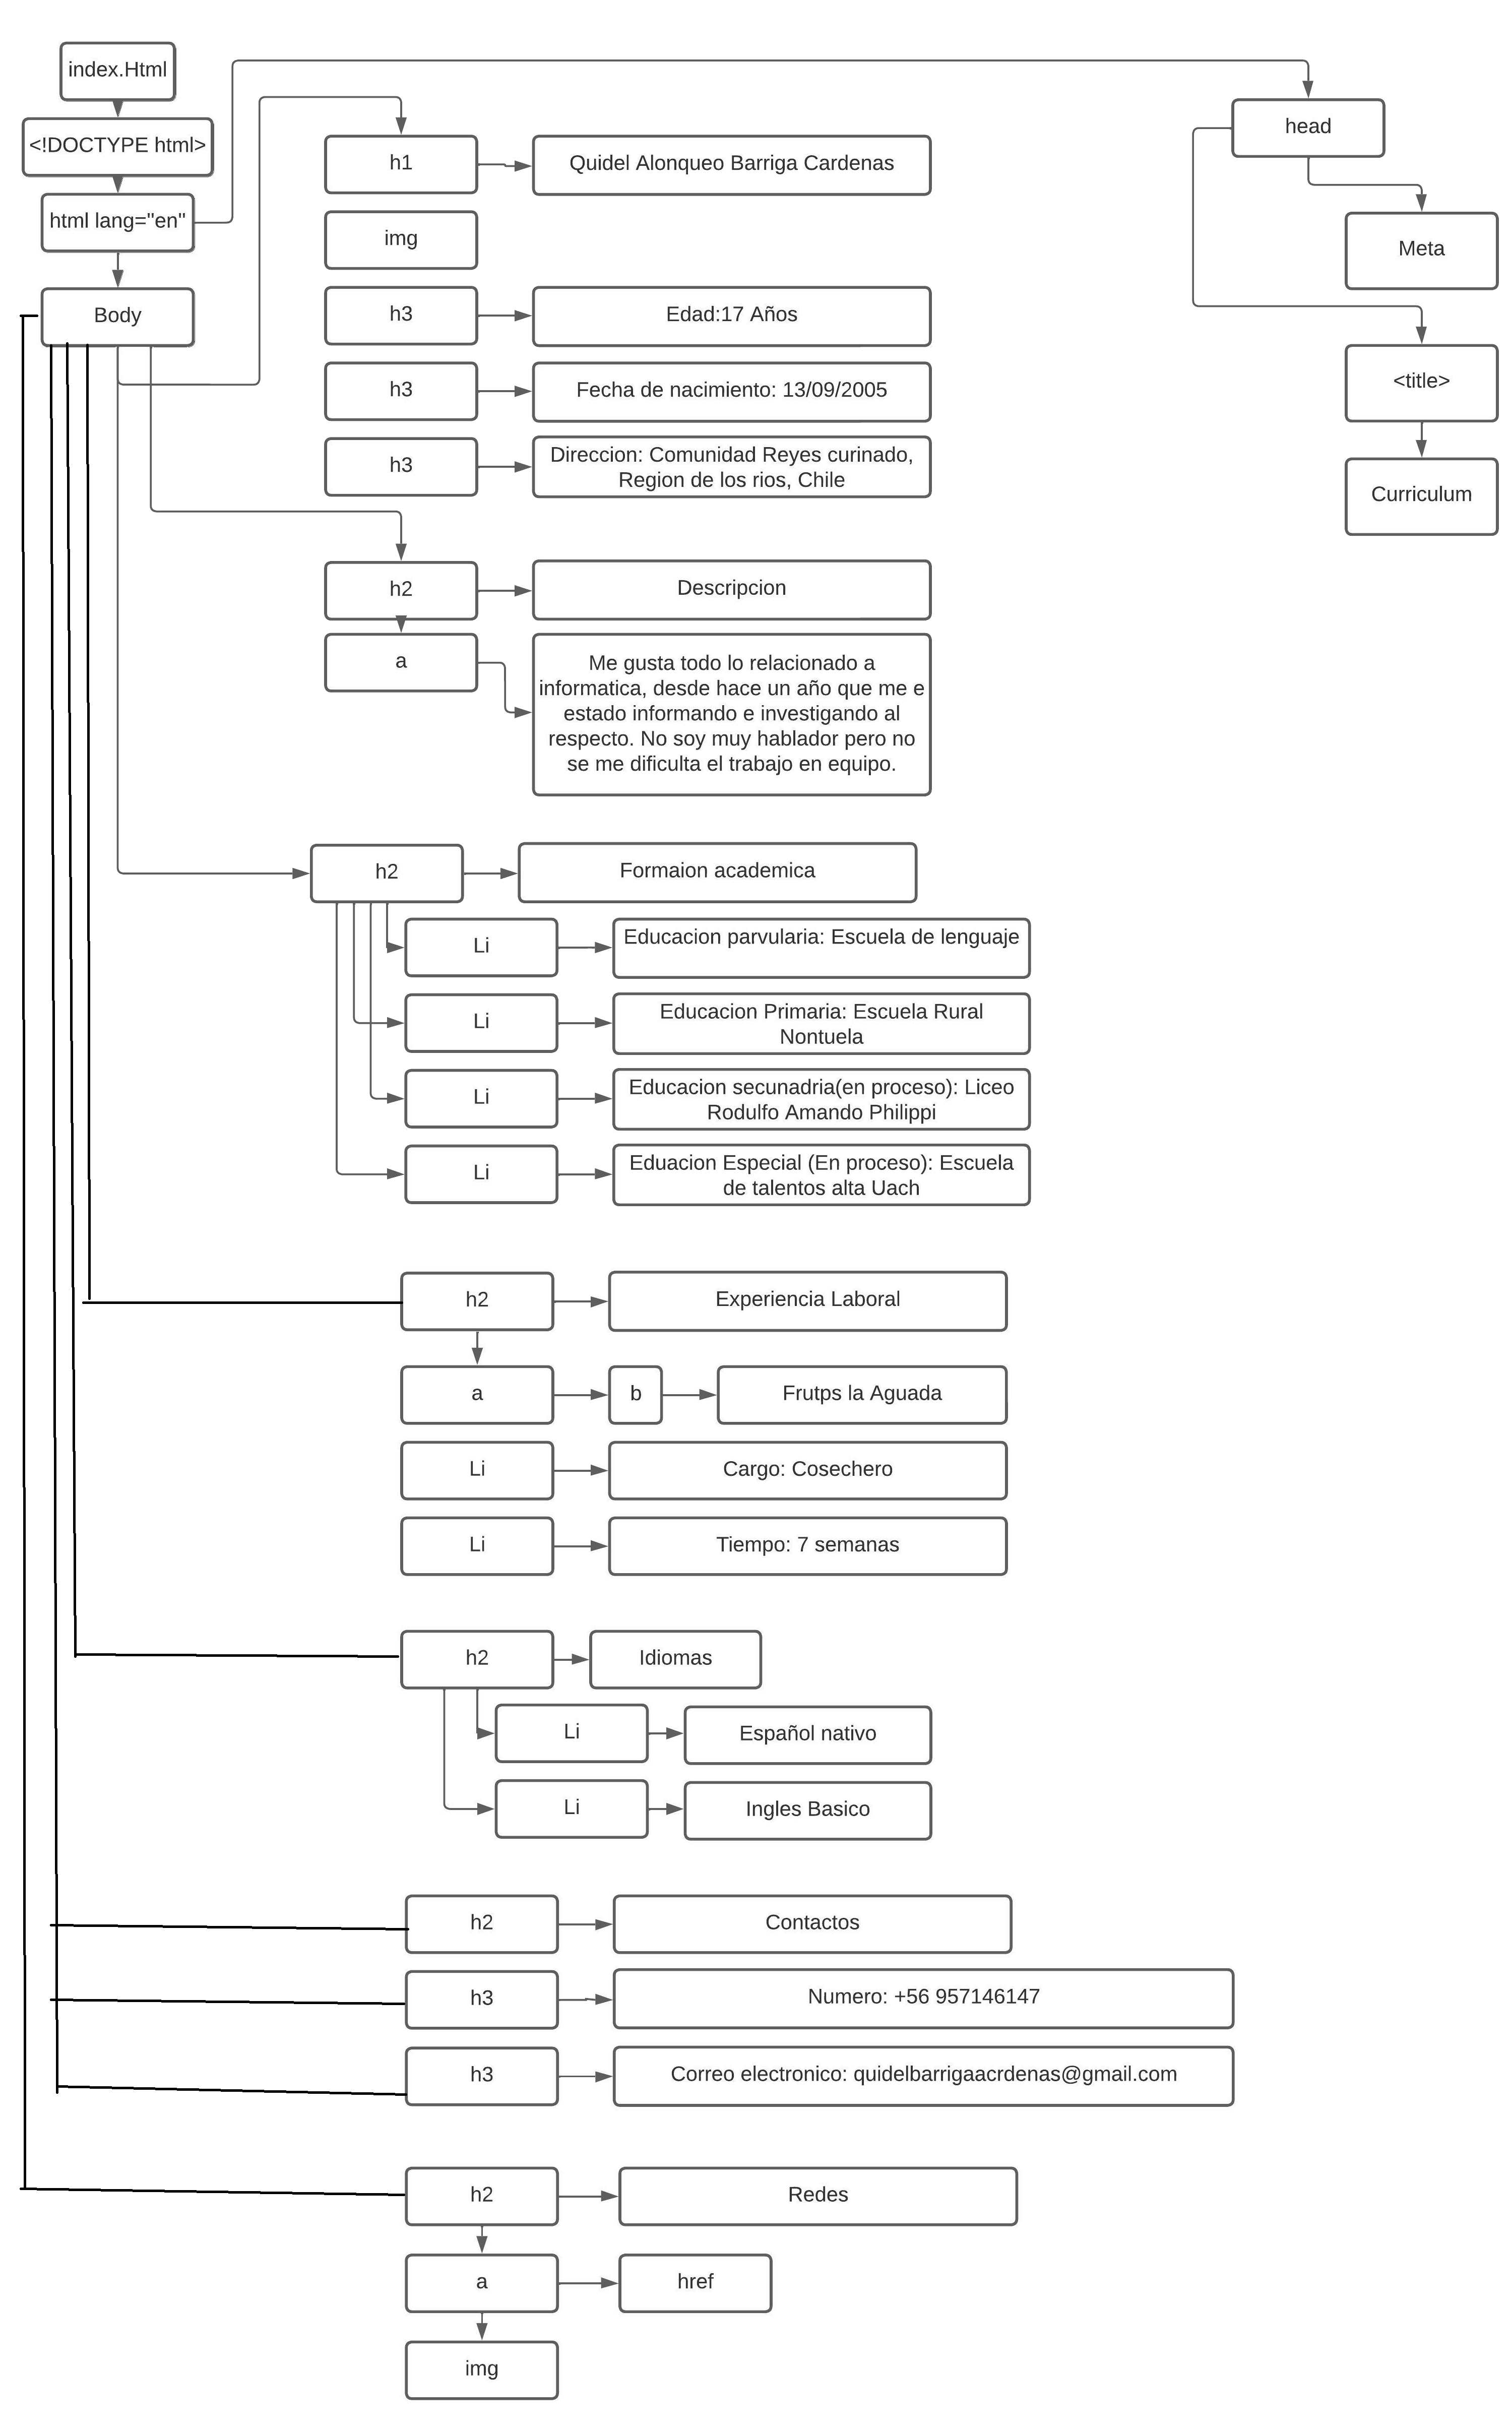 index.Html
<!DOCTYPE html>
html lang="en"
Body
head
Meta
<title>
Curriculum
h1
Quidel Alonqueo Barriga Cardenas
img
h3
Edad:17 Años
h3
Fecha de nacimiento: 13/09/2005
h3
Direccion: Comunidad Reyes curinado,
Region de los rios, Chile
h2
Descripcion
a
Me gusta todo lo relacionado a
informatica, desde hace un año que me e
estado informando e investigando al
respecto. No soy muy hablador pero no
se me dificulta el trabajo en equipo.
h2
Formaion academica
Li
Educacion parvularia: Escuela de lenguaje
Li
Educacion Primaria: Escuela Rural
Nontuela
Li
Educacion secunadria(en proceso): Liceo
Rodulfo Amando Philippi
Li
Eduacion Especial (En proceso): Escuela
de talentos alta Uach
h2
Experiencia Laboral
a
b
Frutps la Aguada
Li
Cargo: Cosechero
Li
Tiempo: 7 semanas
h2
Idiomas
Li
Español nativo
Li
Ingles Basico
h2
Contactos
h3
Numero: +56 957146147
h3
Correo electronico: quidelbarrigaacrdenas@gmail.com
h2
Redes
a
href
img